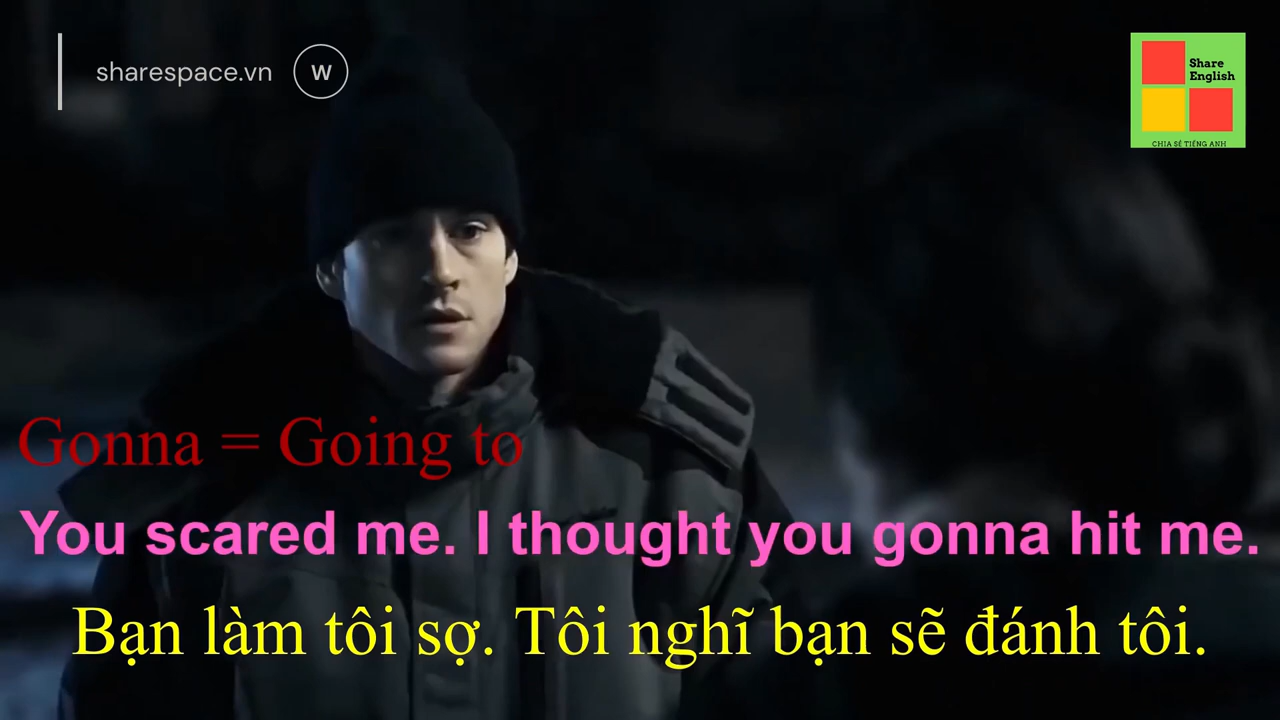 sharespace.vn W
Share
English
CHIA SẺ TIẾNG ANH
Gonna = Going to
You scared me. I thought you gonna hit me.
Bạn làm tôi sợ. Tôi nghĩ bạn sẽ đánh tôi.